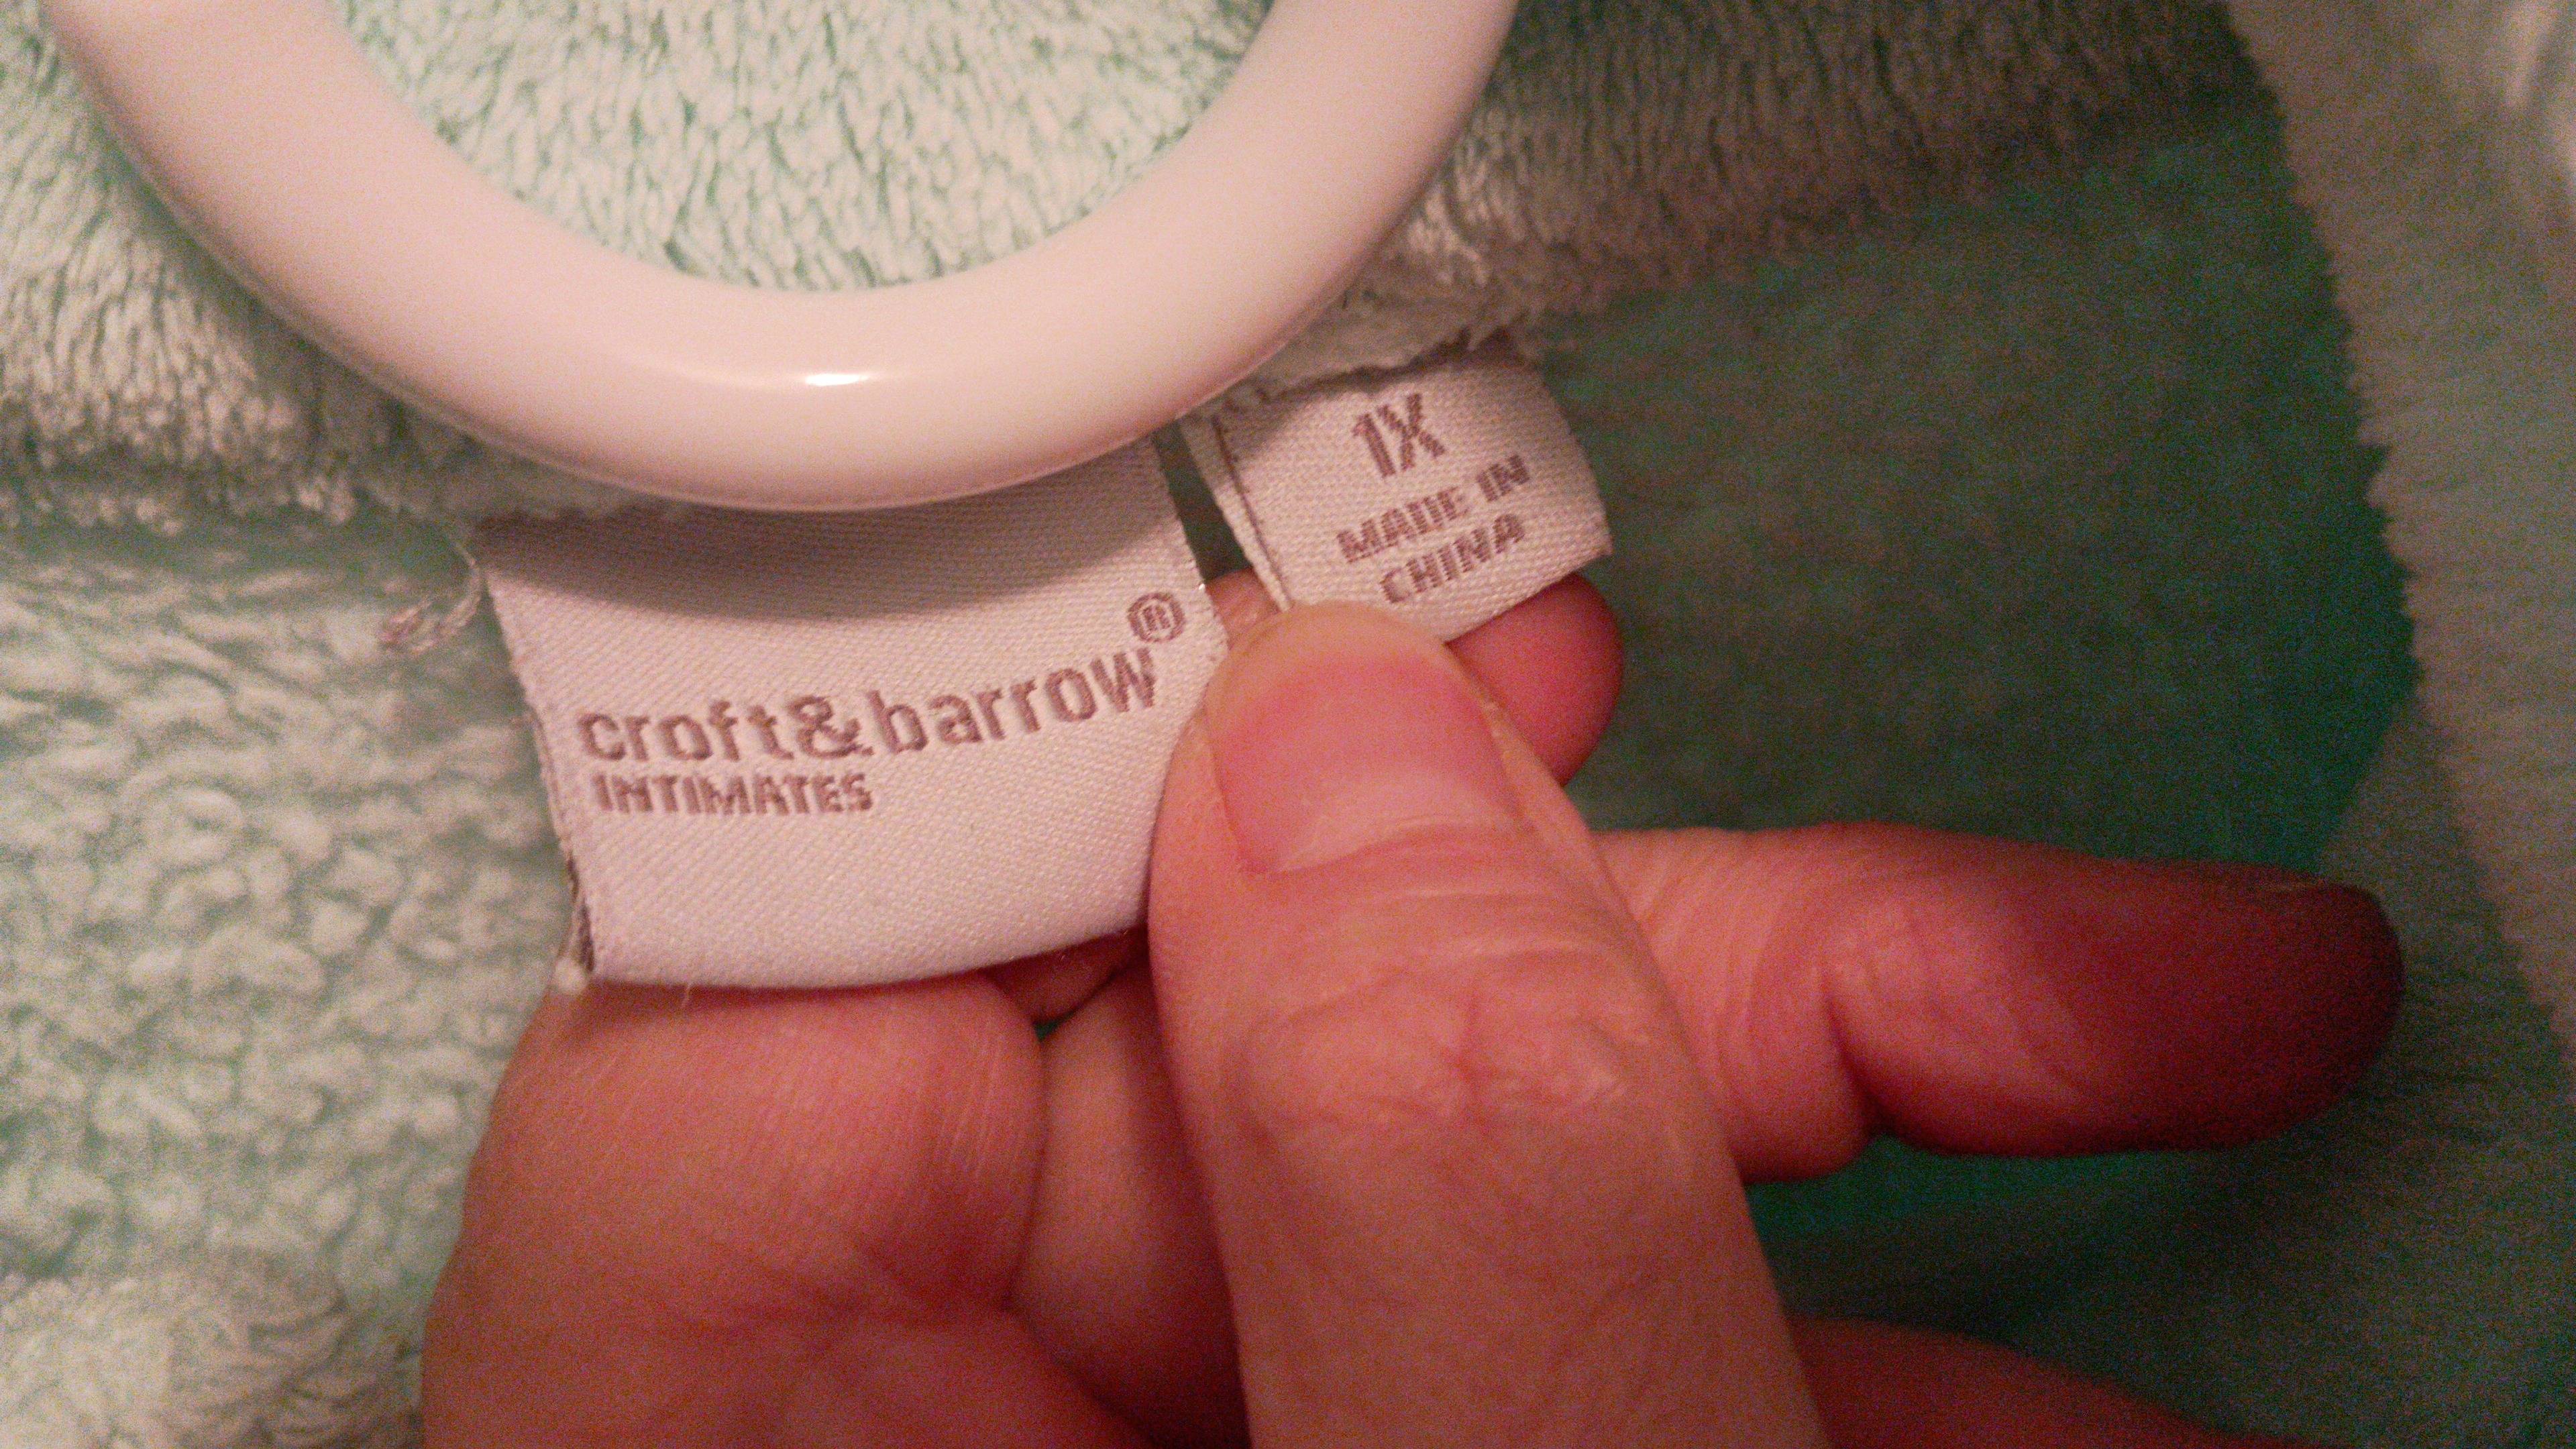 croft&barrow®
INTIMATES
1X
MADE IN
CHINA